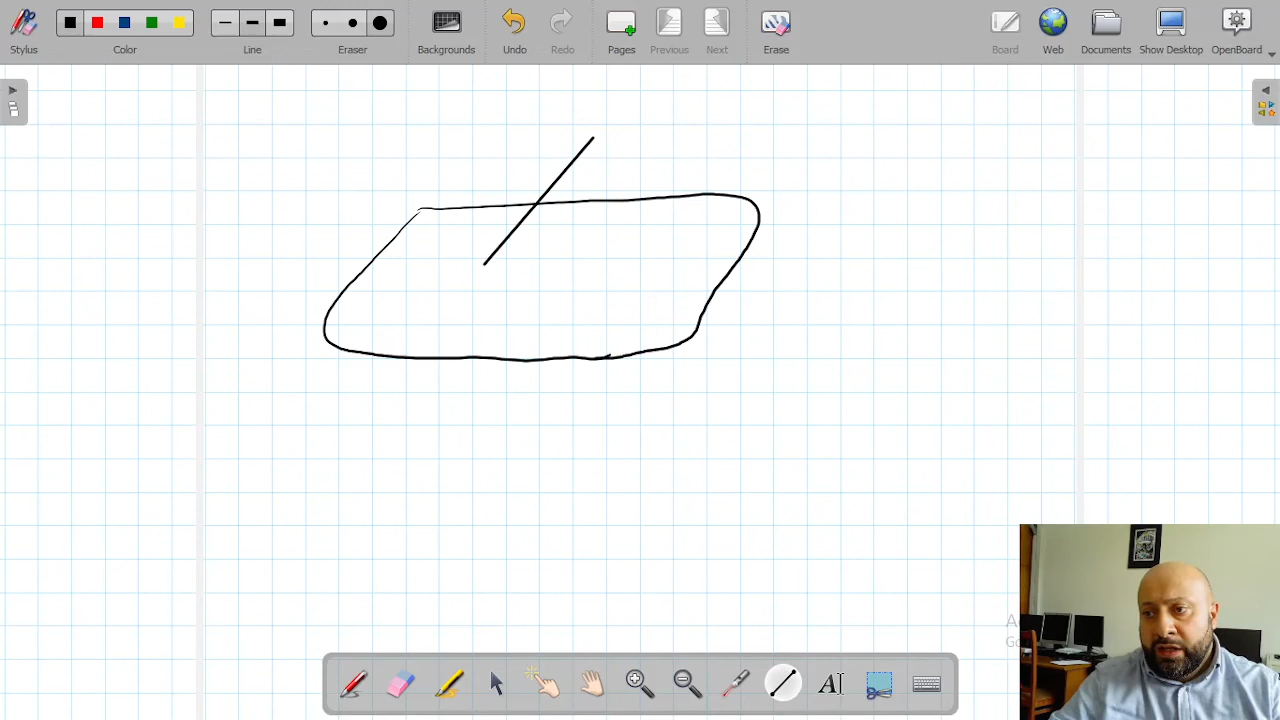 Stylus
Color
Line
Eraser
Backgrounds
Undo
Redo
Pages
Previous
Next
Erase
Board
Web
Documents
Show Desktop
OpenBoard